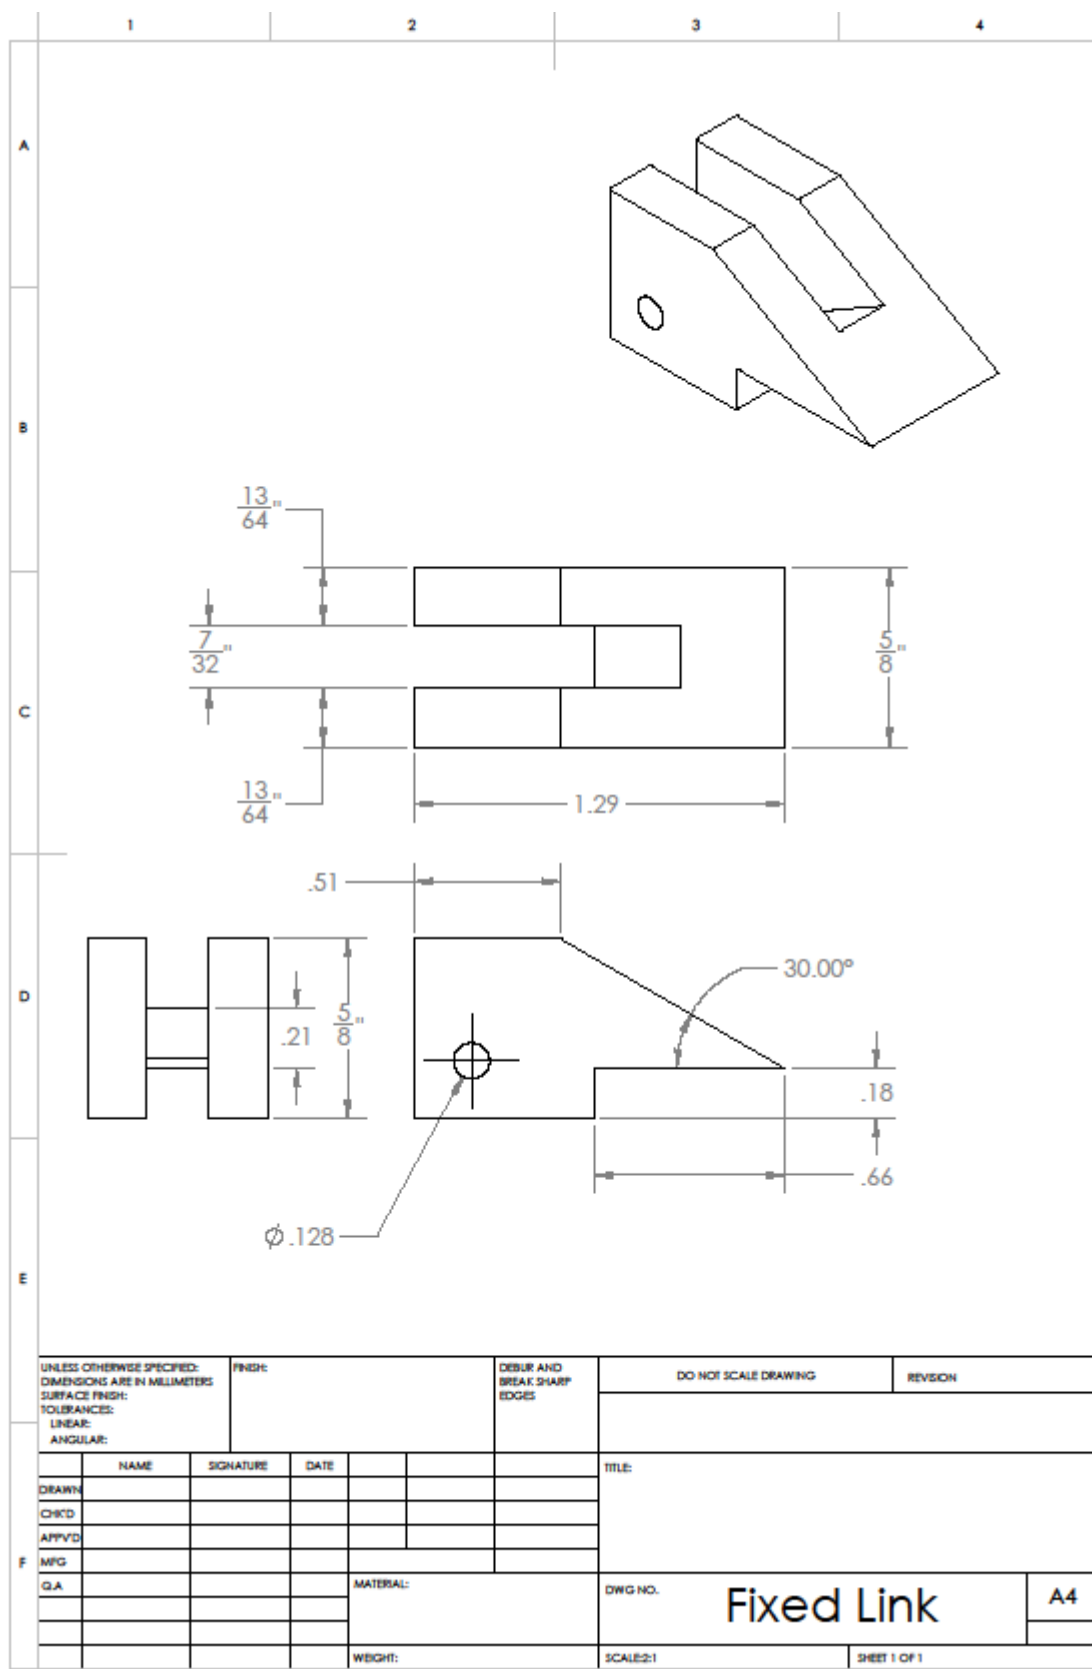 1 2 3 4
A
B
C
D
E
F
13/64"
7/32"
5/8"
13/64"
1.29
.51
30.00°
.21
5/8"
.18
.66
Ø .128
UNLESS OTHERWISE SPECIFIED:
DIMENSIONS ARE IN MILLIMETERS
SURFACE FINISH:
TOLERANCES:
LINEAR:
ANGULAR:
FINISH:
DEBUR AND
BREAK SHARP
EDGES
DO NOT SCALE DRAWING
REVISION
NAME SIGNATURE DATE
DRAWN
CHK'D
APPV'D
MFG
Q.A
TITLE:
MATERIAL:
DWG NO.
Fixed Link
A4
WEIGHT:
SCALE:2:1
SHEET 1 OF 1